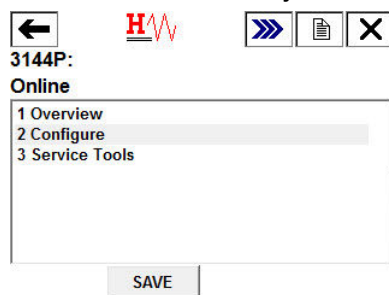 H
3144P:
Online
1 Overview
2 Configure
3 Service Tools
SAVE